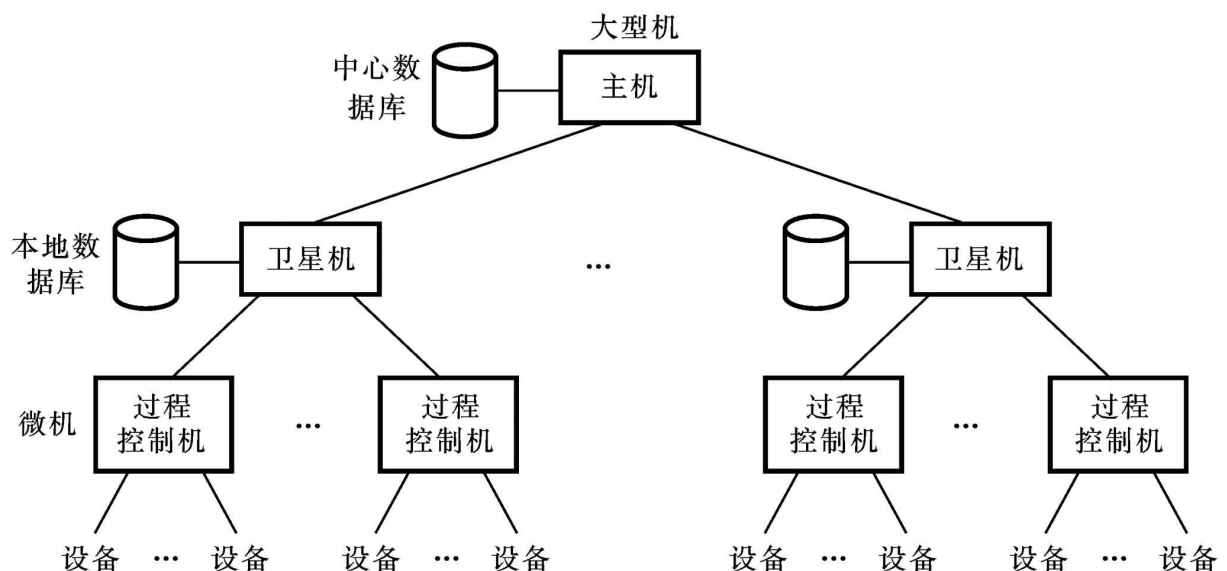 大型机
中心数
据库
主机
本地数
据库
卫星机
...
卫星机
微机
过程
控制机
...
过程
控制机
过程
控制机
...
过程
控制机
设备 ... 设备 设备 ... 设备 设备 ... 设备 设备 ... 设备